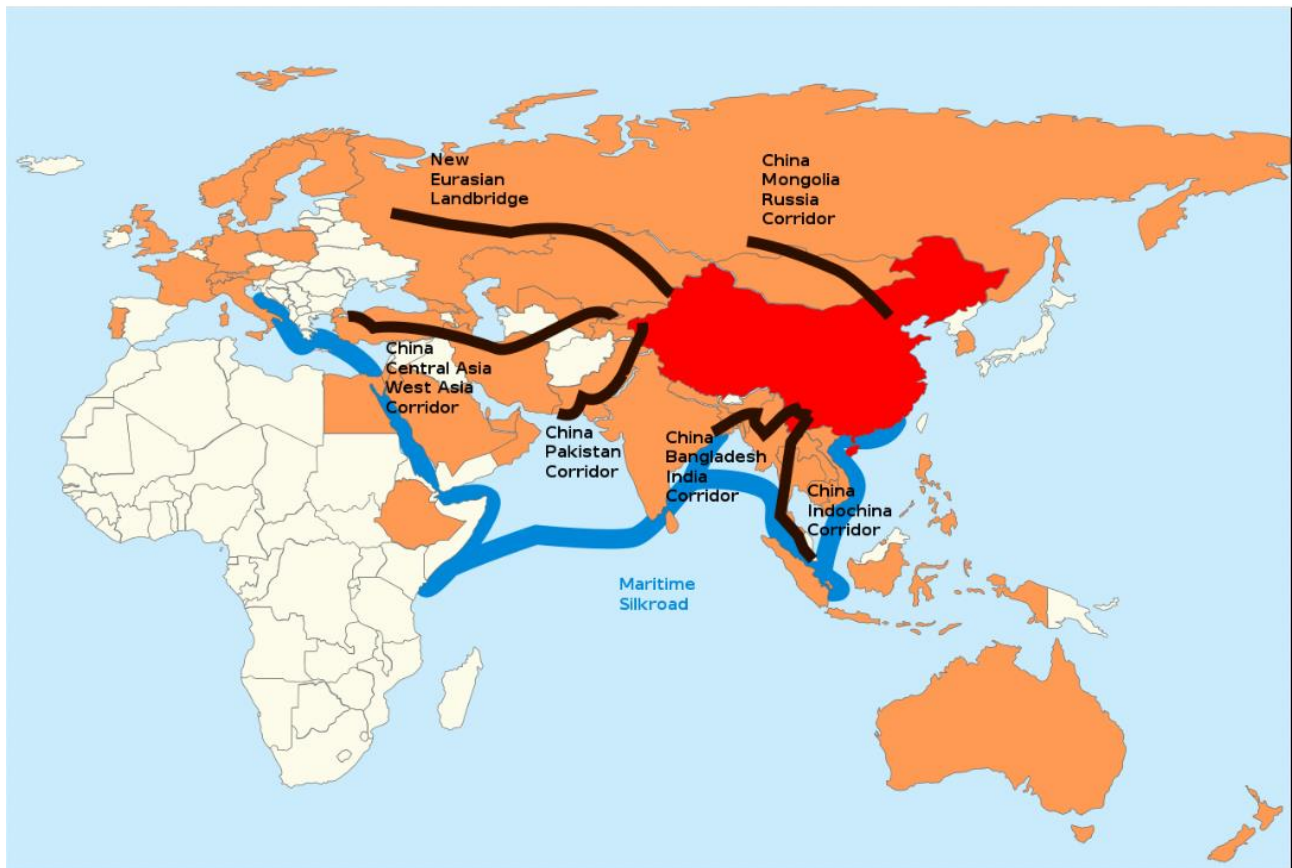 New
Eurasian
Landbridge
China
Mongolia
Russia
Corridor
China
Central Asia
West Asia
Corridor
China
Pakistan
Corridor
China
Bangladesh
India
Corridor
China
Indochina
Corridor
Maritime
Silkroad